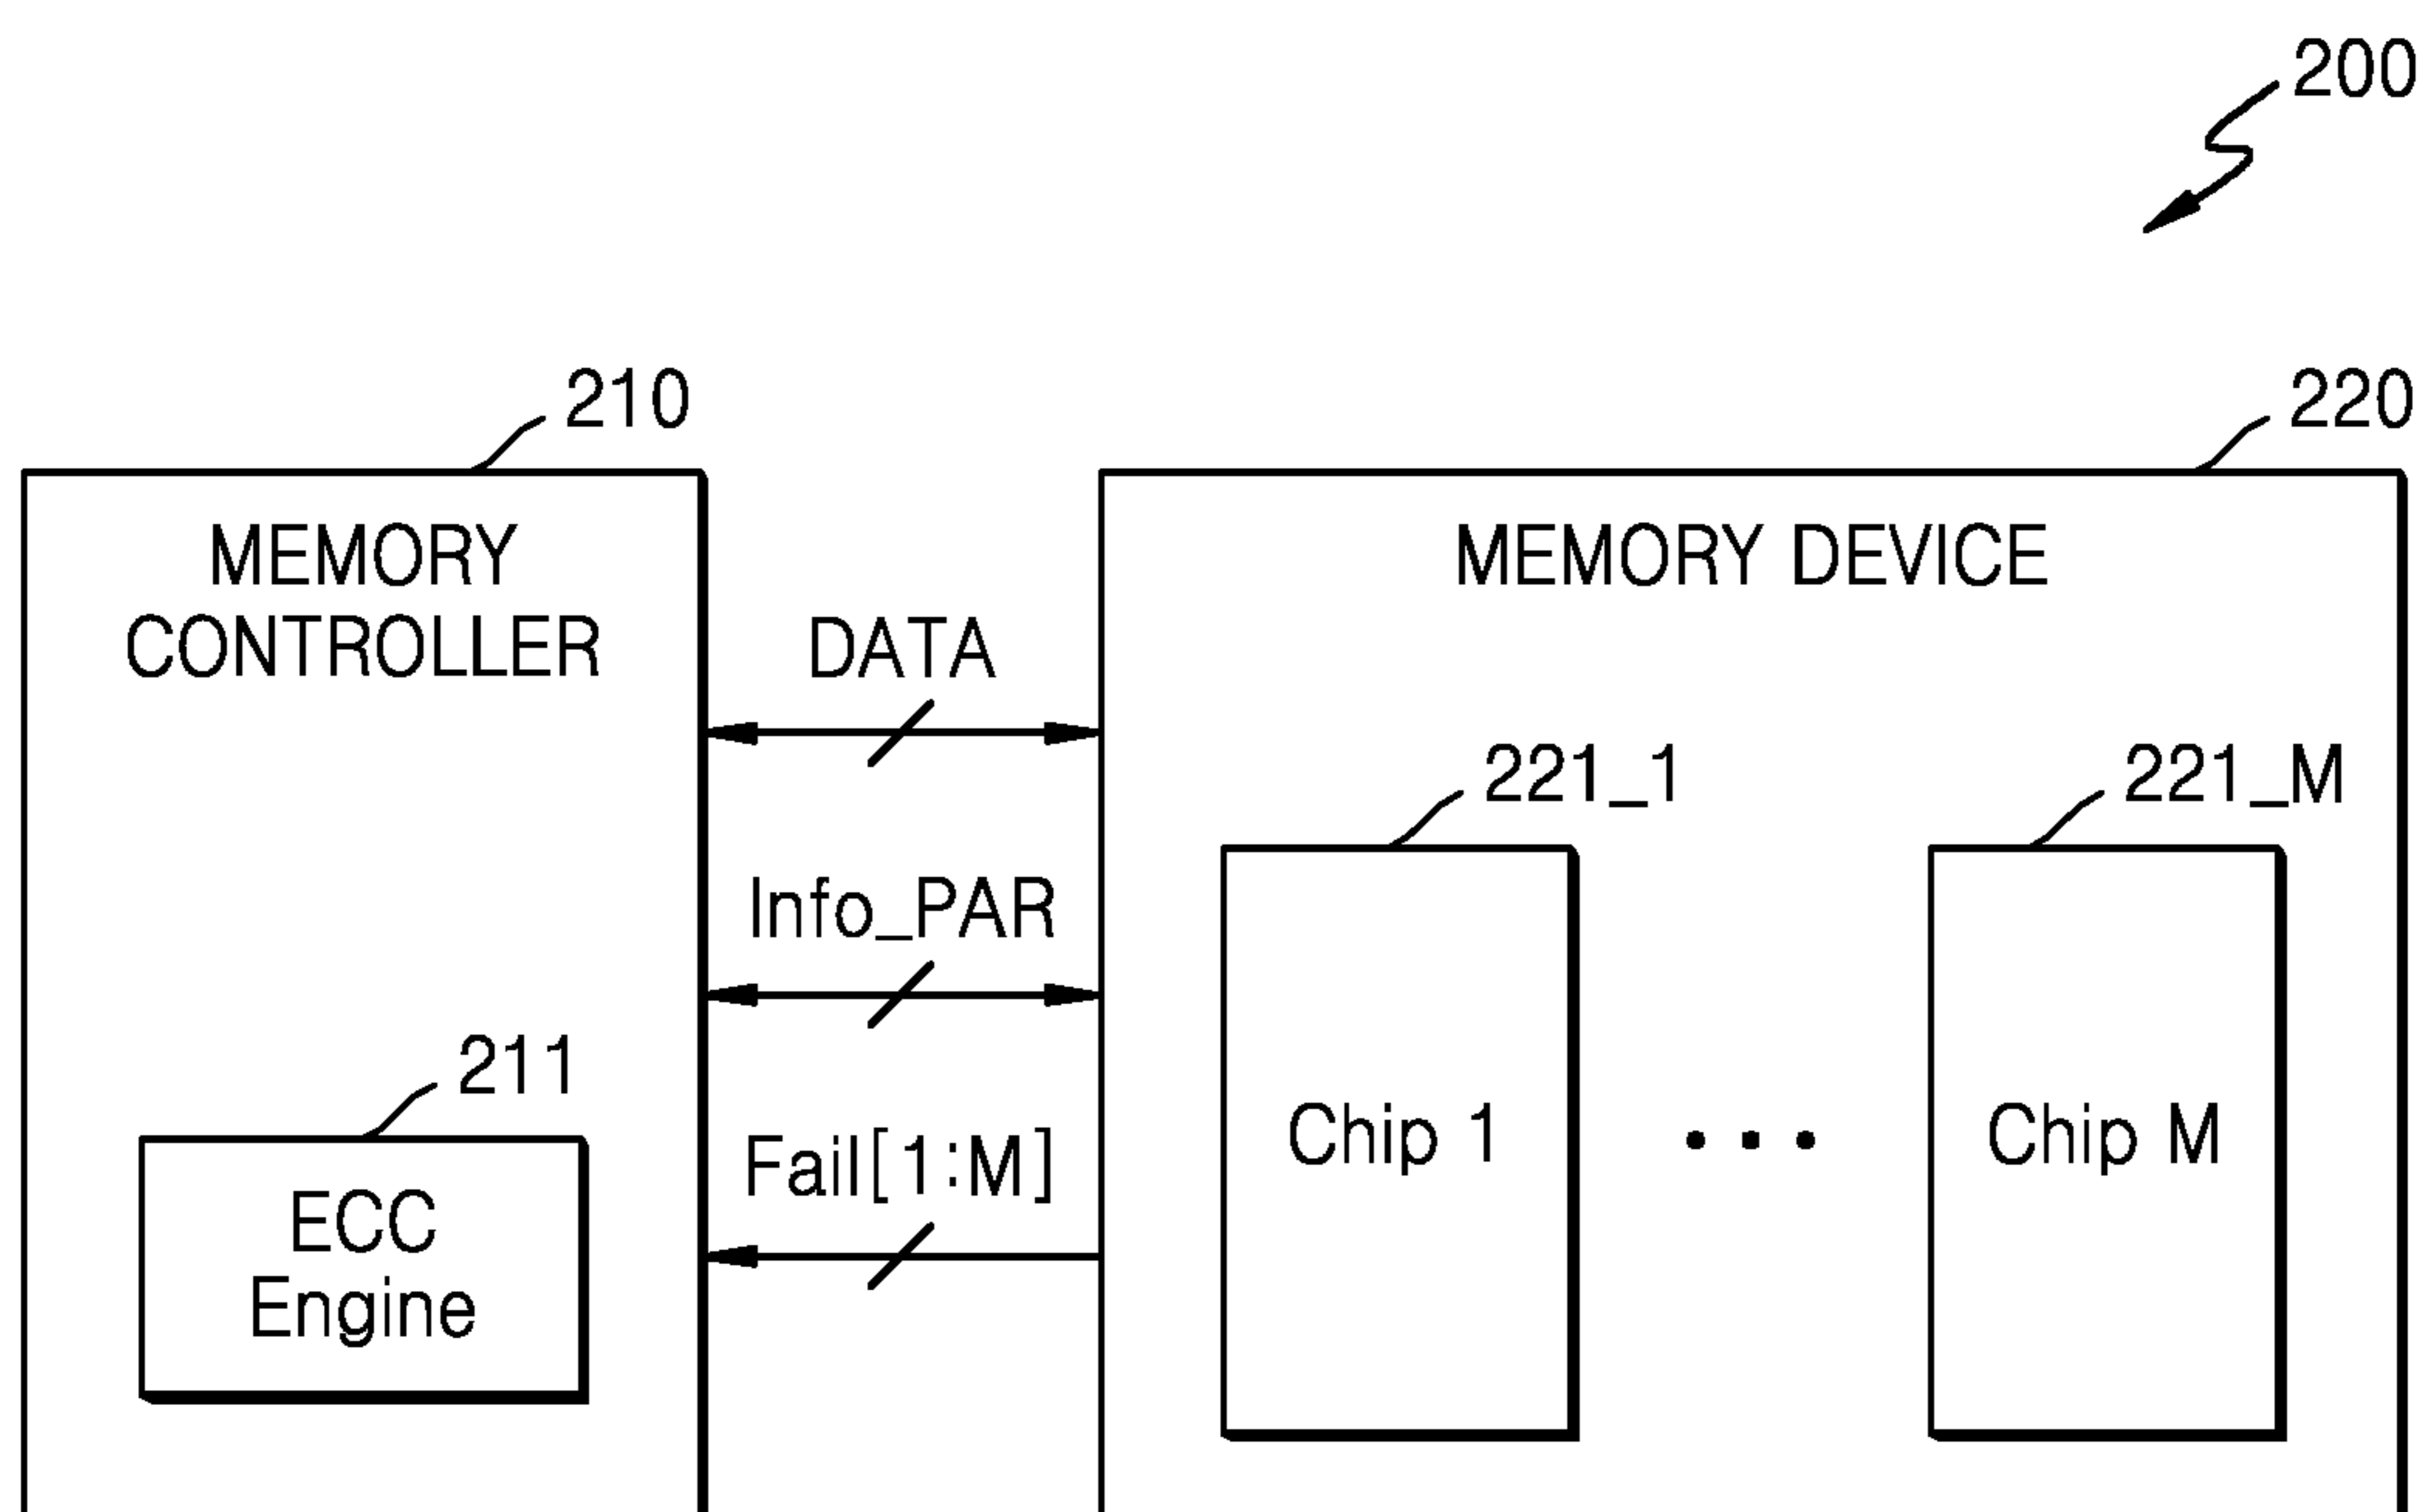 200
210
220
MEMORY
CONTROLLER
MEMORY DEVICE
DATA
221_1
221_M
Info_PAR
211
Fail[1:M]
Chip 1
• • •
Chip M
ECC
Engine